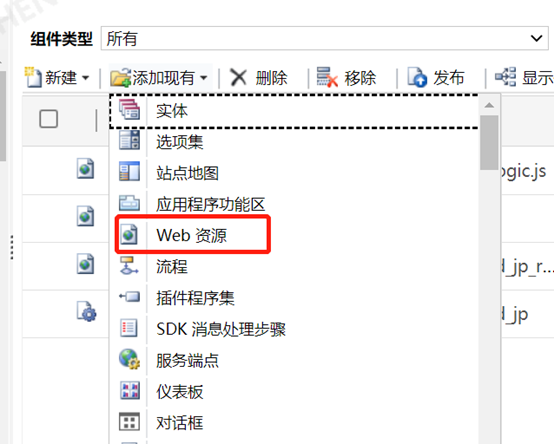 组件类型 所有
新建 添加现有 删除 移除 发布 显示
实体
选项集
站点地图
ogic.js
应用程序功能区
Web 资源
流程
d_jp_r...
插件程序集
d_jp
SDK 消息处理步骤
服务端点
仪表板
对话框